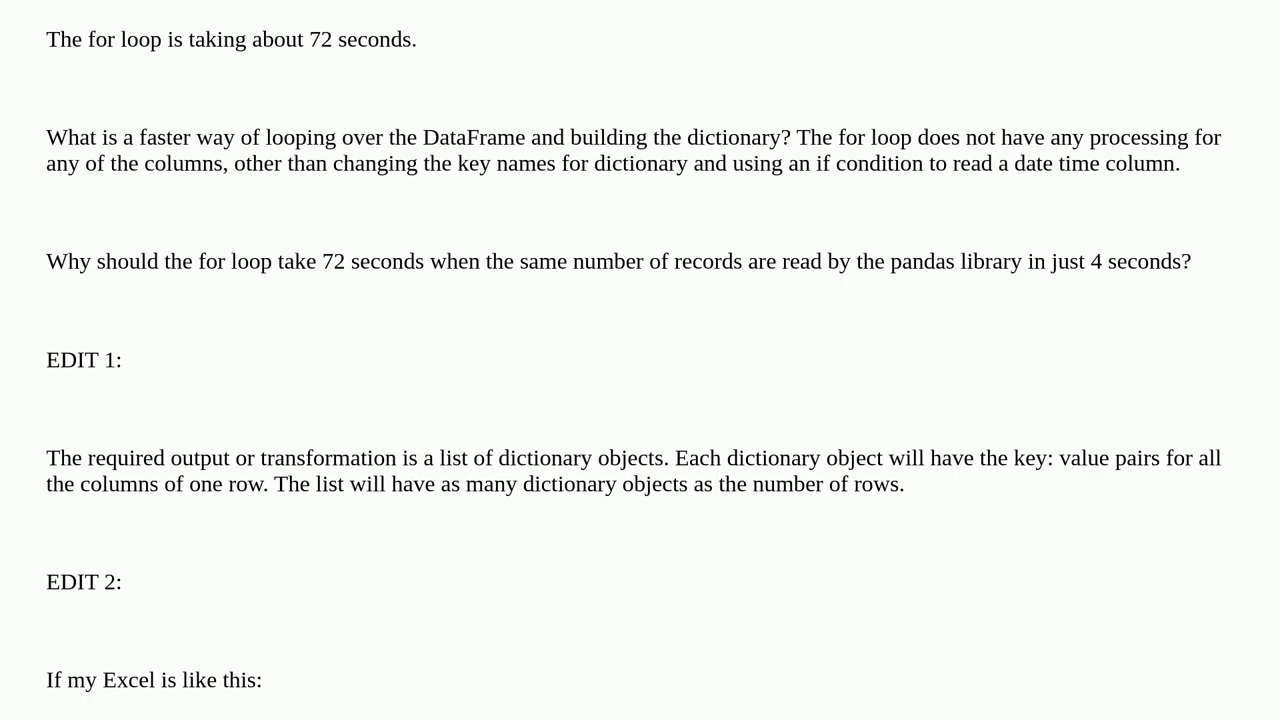 The for loop is taking about 72 seconds.
What is a faster way of looping over the DataFrame and building the dictionary? The for loop does not have any processing for
any of the columns, other than changing the key names for dictionary and using an if condition to read a date time column.
Why should the for loop take 72 seconds when the same number of records are read by the pandas library in just 4 seconds?
EDIT 1:
The required output or transformation is a list of dictionary objects. Each dictionary object will have the key: value pairs for all
the columns of one row. The list will have as many dictionary objects as the number of rows.
EDIT 2:
If my Excel is like this: